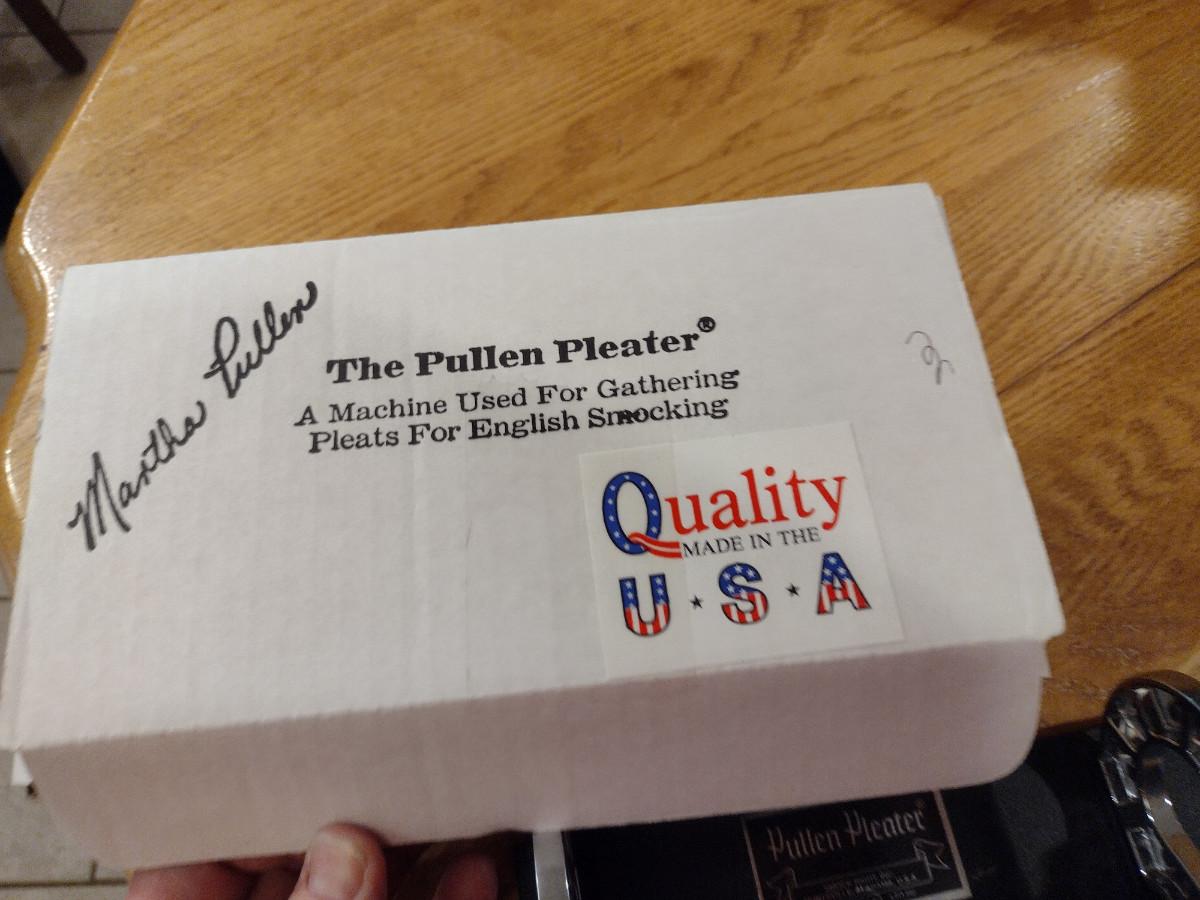 Martha Pullen
The Pullen Pleater®
A Machine Used For Gathering
Pleats For English Smocking
Quality
MADE IN THE
U★S★A
Pullen Pleater